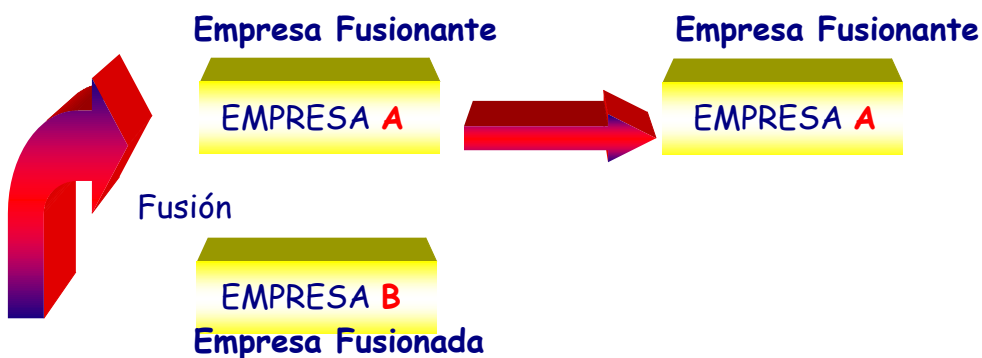 Empresa Fusionante
Empresa Fusionante
EMPRESA A
EMPRESA A
Fusión
EMPRESA B
Empresa Fusionada